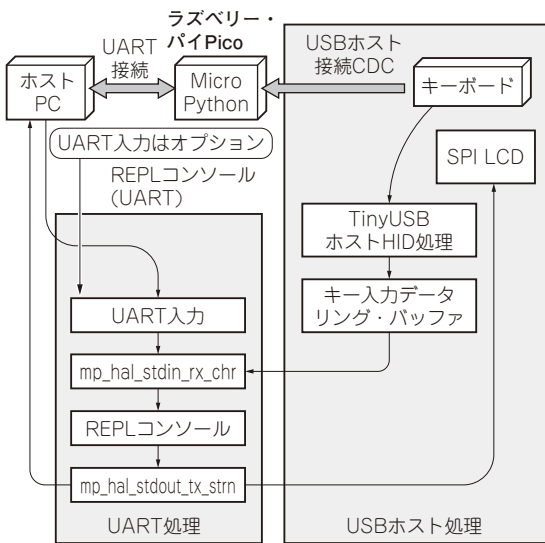 ラズベリー・
パイPico
UART
接続
ホスト
PC
Micro
Python
USBホスト
接続CDC
キーボード
UART入力はオプション
REPLコンソール
(UART)
SPI LCD
TinyUSB
ホストHID処理
キー入力データ
リング・バッファ
UART入力
mp_hal_stdin_rx_chr
REPLコンソール
mp_hal_stdout_tx_strn
UART処理
USBホスト処理